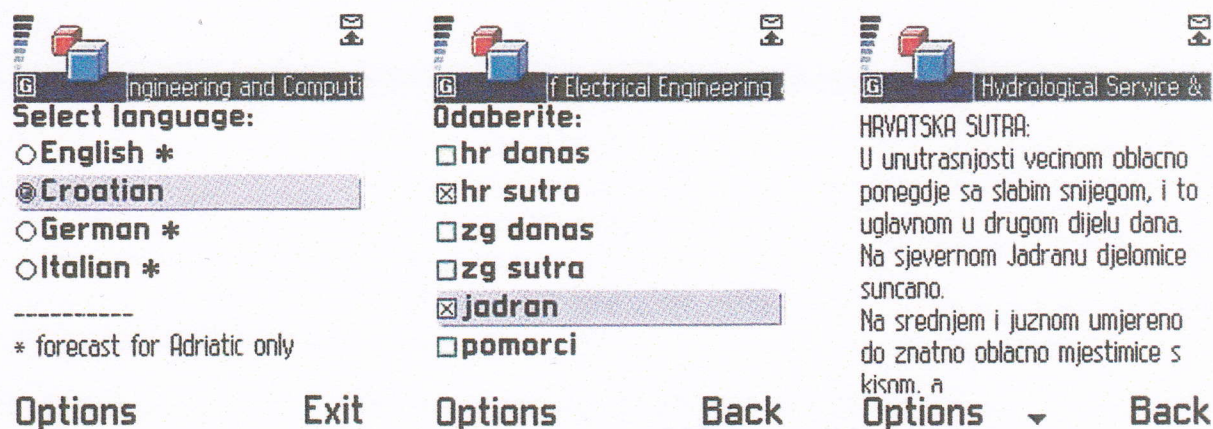 G ngineering and Computi
Select language:
English *
Croatian
German *
Italian *
----------
* forecast for Adriatic only
Options Exit
G f Electrical Engineering
Odaberite:
hr danas
hr sutra
zg danas
zg sutra
jadran
pomorci
Options Back
G Hydrological Service &
HRVATSKA SUTRA:
U unutrasnjosti vecinom oblacno
ponegdje sa slabim snijegom, i to
uglavnom u drugom dijelu dana.
Na sjevernom Jadranu djelomice
suncano.
Na srednjem i juznom umjereno
do znatno oblacno mjestimice s
kisom, a
Options Back